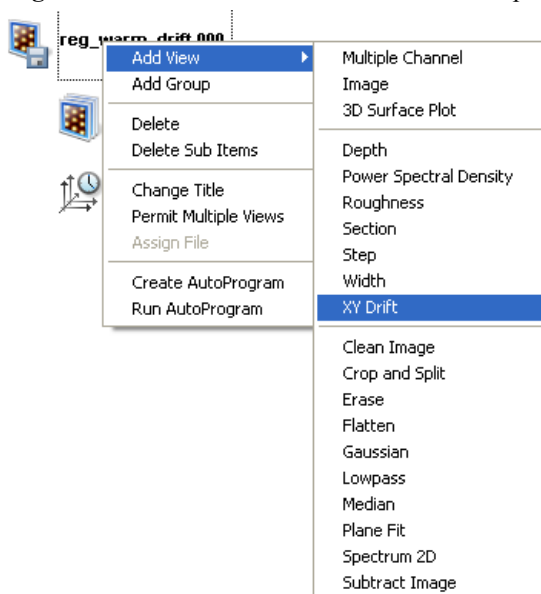 reg_warm_drift.000
Add View
Add Group
Delete
Delete Sub Items
Change Title
Permit Multiple Views
Assign File
Create AutoProgram
Run AutoProgram
Multiple Channel
Image
3D Surface Plot
Depth
Power Spectral Density
Roughness
Section
Step
Width
XY Drift
Clean Image
Crop and Split
Erase
Flatten
Gaussian
Lowpass
Median
Plane Fit
Spectrum 2D
Subtract Image